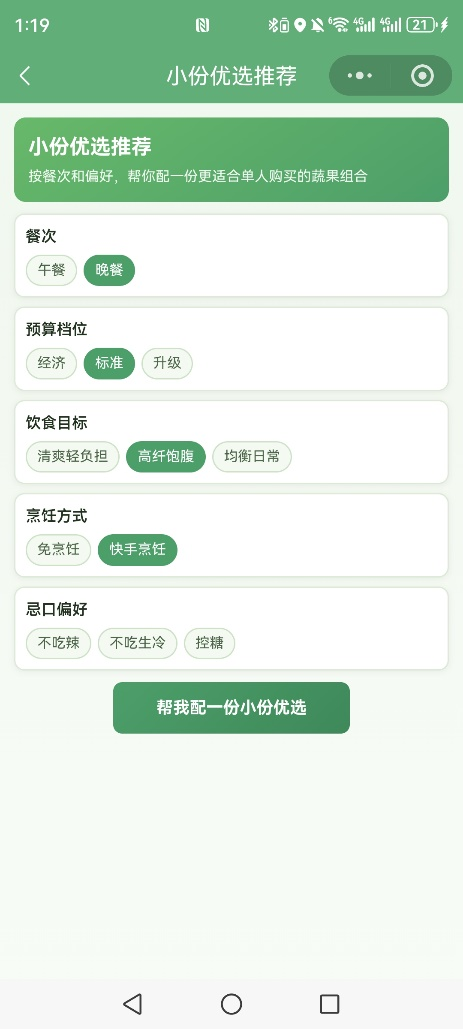 1:19
6 4G 4G 21
小份优选推荐
小份优选推荐
按餐次和偏好，帮你配一份更适合单人购买的蔬果组合
餐次
午餐 晚餐
预算档位
经济 标准 升级
饮食目标
清爽轻负担 高纤饱腹 均衡日常
烹饪方式
免烹饪 快手烹饪
忌口偏好
不吃辣 不吃生冷 控糖
帮我配一份小份优选